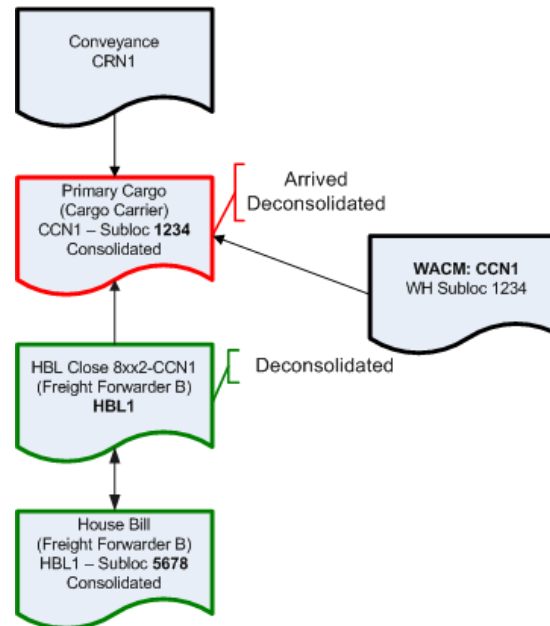 Conveyance
CRN1
Primary Cargo
(Cargo Carrier)
CCN1 – Subloc 1234
Consolidated
Arrived
Deconsolidated
WACM: CCN1
WH Subloc 1234
HBL Close 8xx2-CCN1
(Freight Forwarder B)
HBL1
Deconsolidated
House Bill
(Freight Forwarder B)
HBL1 – Subloc 5678
Consolidated